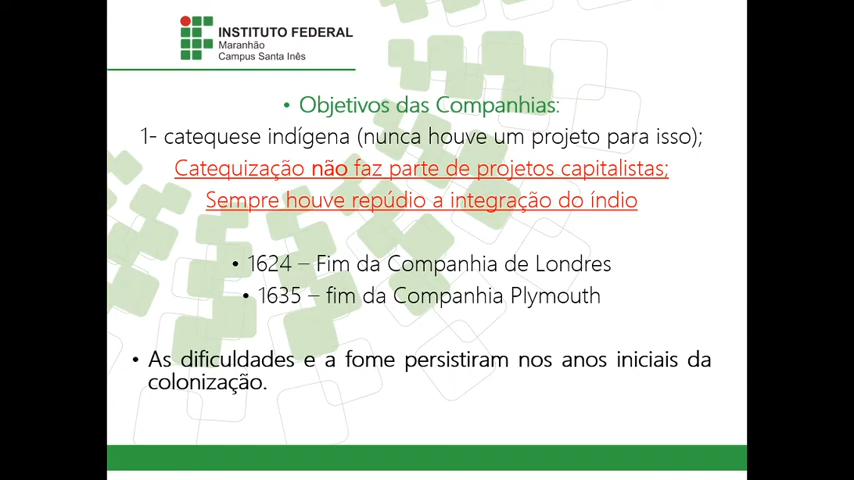 INSTITUTO FEDERAL
Maranhão
Campus Santa Inês
• Objetivos das Companhias:
1- catequese indígena (nunca houve um projeto para isso);
Catequização não faz parte de projetos capitalistas;
Sempre houve repúdio a integração do índio
• 1624 – Fim da Companhia de Londres
• 1635 – fim da Companhia Plymouth
• As dificuldades e a fome persistiram nos anos iniciais da
colonização.